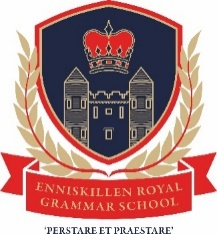 ENNISKILLEN ROYAL
GRAMMAR SCHOOL
'PERSTARE ET PRAESTARE'